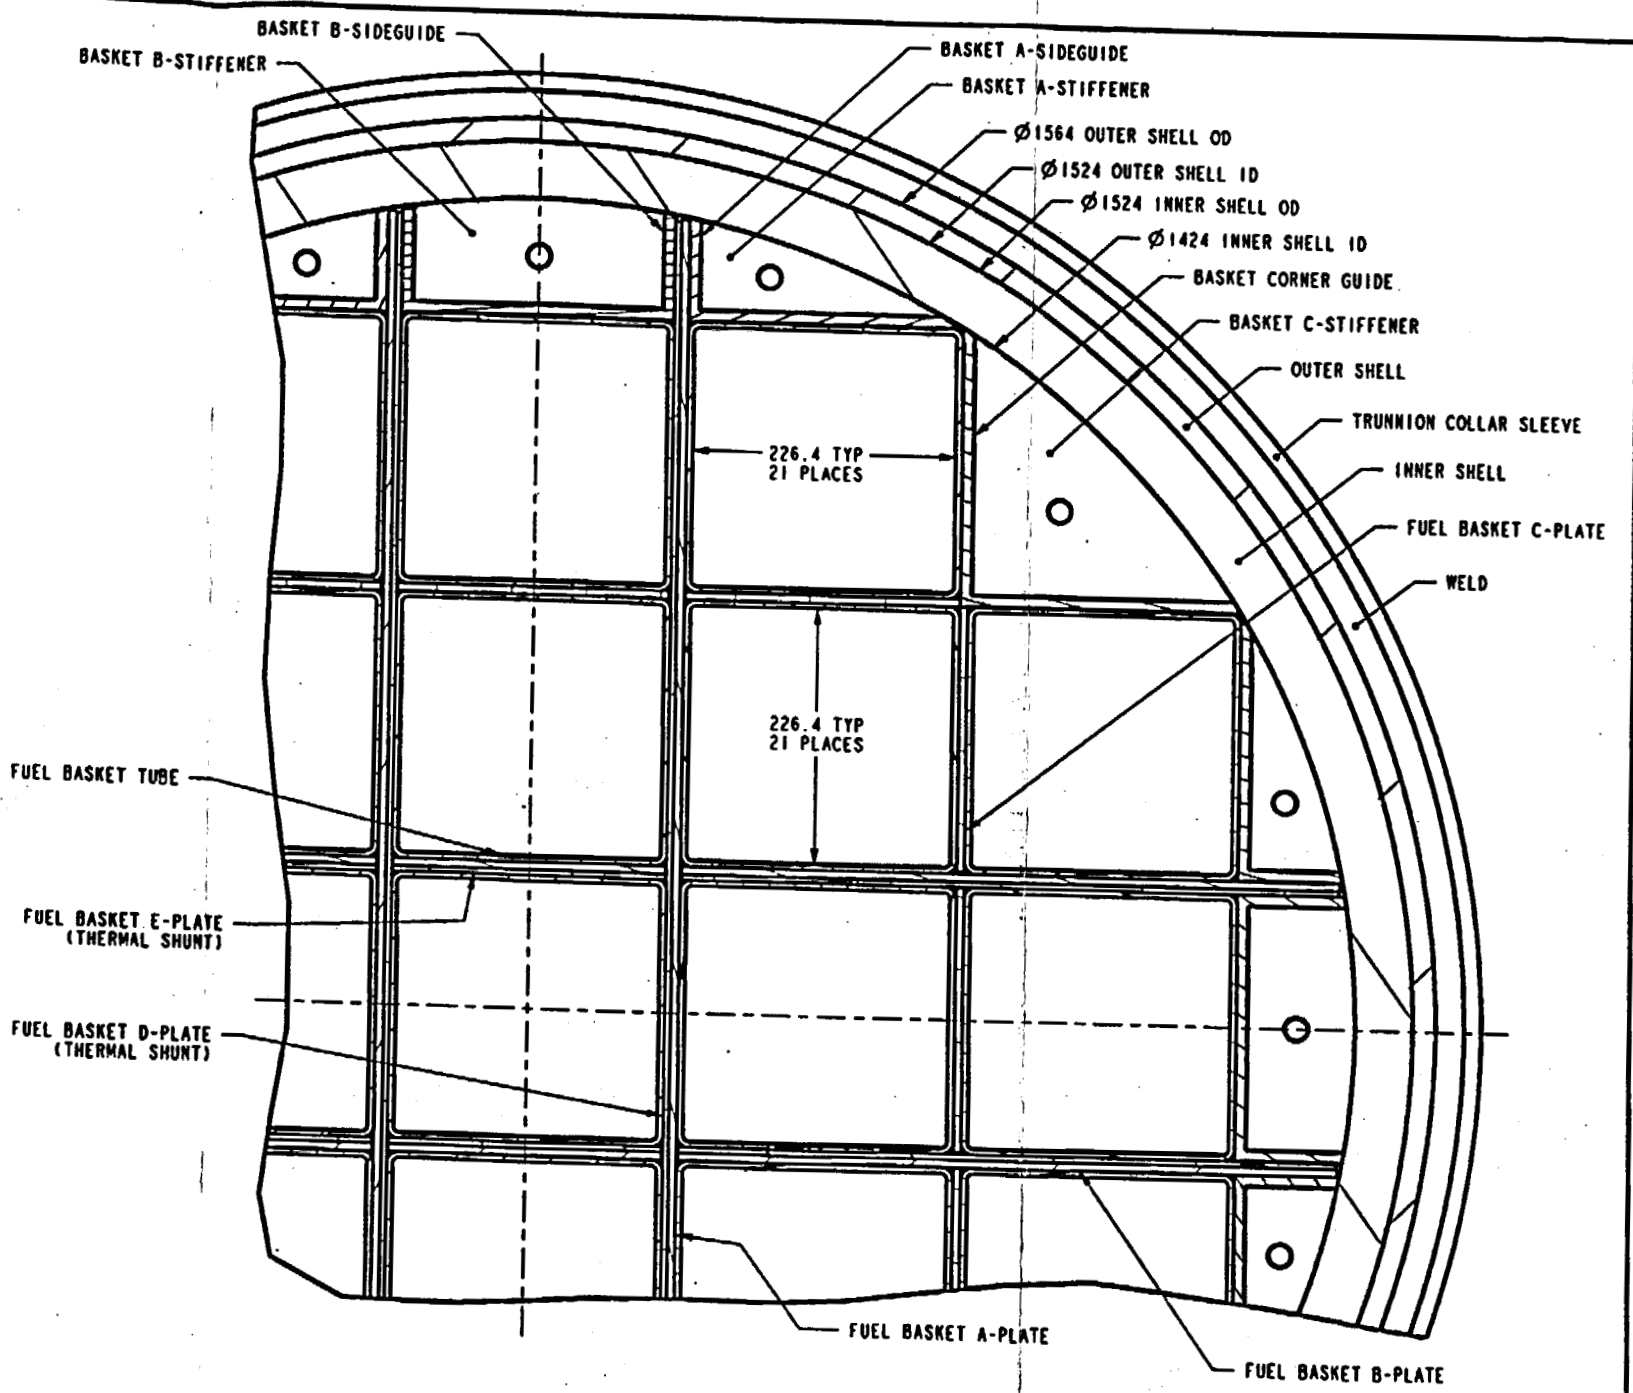 BASKET B-SIDEGUIDE
BASKET B-STIFFENER
BASKET A-SIDEGUIDE
BASKET A-STIFFENER
Ø1564 OUTER SHELL OD
Ø1524 OUTER SHELL ID
Ø1524 INNER SHELL OD
Ø1424 INNER SHELL ID
BASKET CORNER GUIDE
BASKET C-STIFFENER
OUTER SHELL
TRUNNION COLLAR SLEEVE
INNER SHELL
FUEL BASKET C-PLATE
WELD
226.4 TYP
21 PLACES
226.4 TYP
21 PLACES
FUEL BASKET TUBE
FUEL BASKET E-PLATE
(THERMAL SHUNT)
FUEL BASKET D-PLATE
(THERMAL SHUNT)
FUEL BASKET A-PLATE
FUEL BASKET B-PLATE